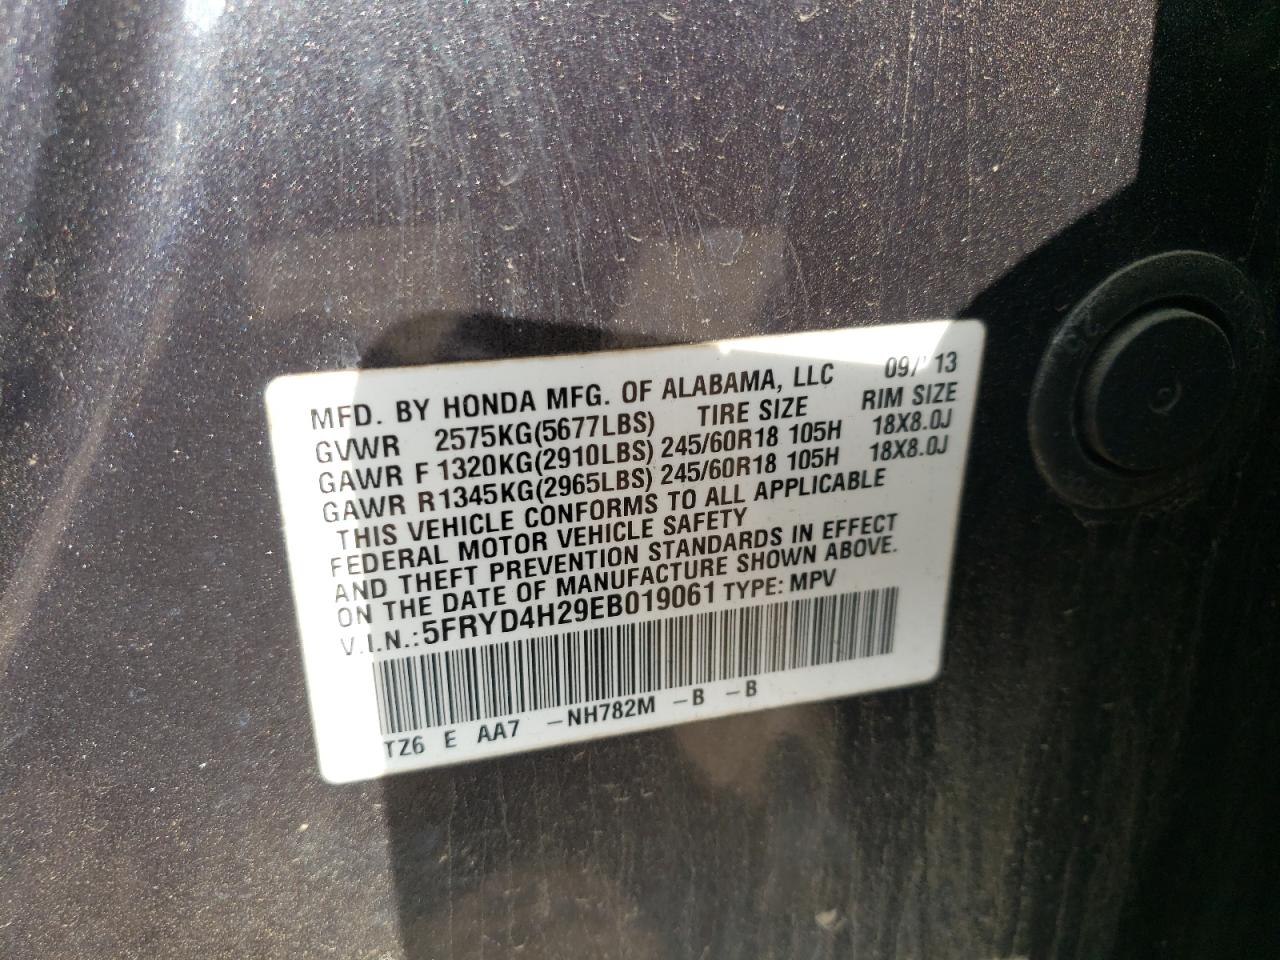 MFD. BY HONDA MFG. OF ALABAMA, LLC 09/13
GVWR 2575KG(5677LBS) TIRE SIZE RIM SIZE
GAWR F 1320KG(2910LBS) 245/60R18 105H 18X8.0J
GAWR R 1345KG(2965LBS) 245/60R18 105H 18X8.0J
THIS VEHICLE CONFORMS TO ALL APPLICABLE
FEDERAL MOTOR VEHICLE SAFETY
AND THEFT PREVENTION STANDARDS IN EFFECT
ON THE DATE OF MANUFACTURE SHOWN ABOVE.
V.I.N.: 5FRYD4H29EB019061 TYPE: MPV
TZ6 E AA7 -NH782M -B -B
25